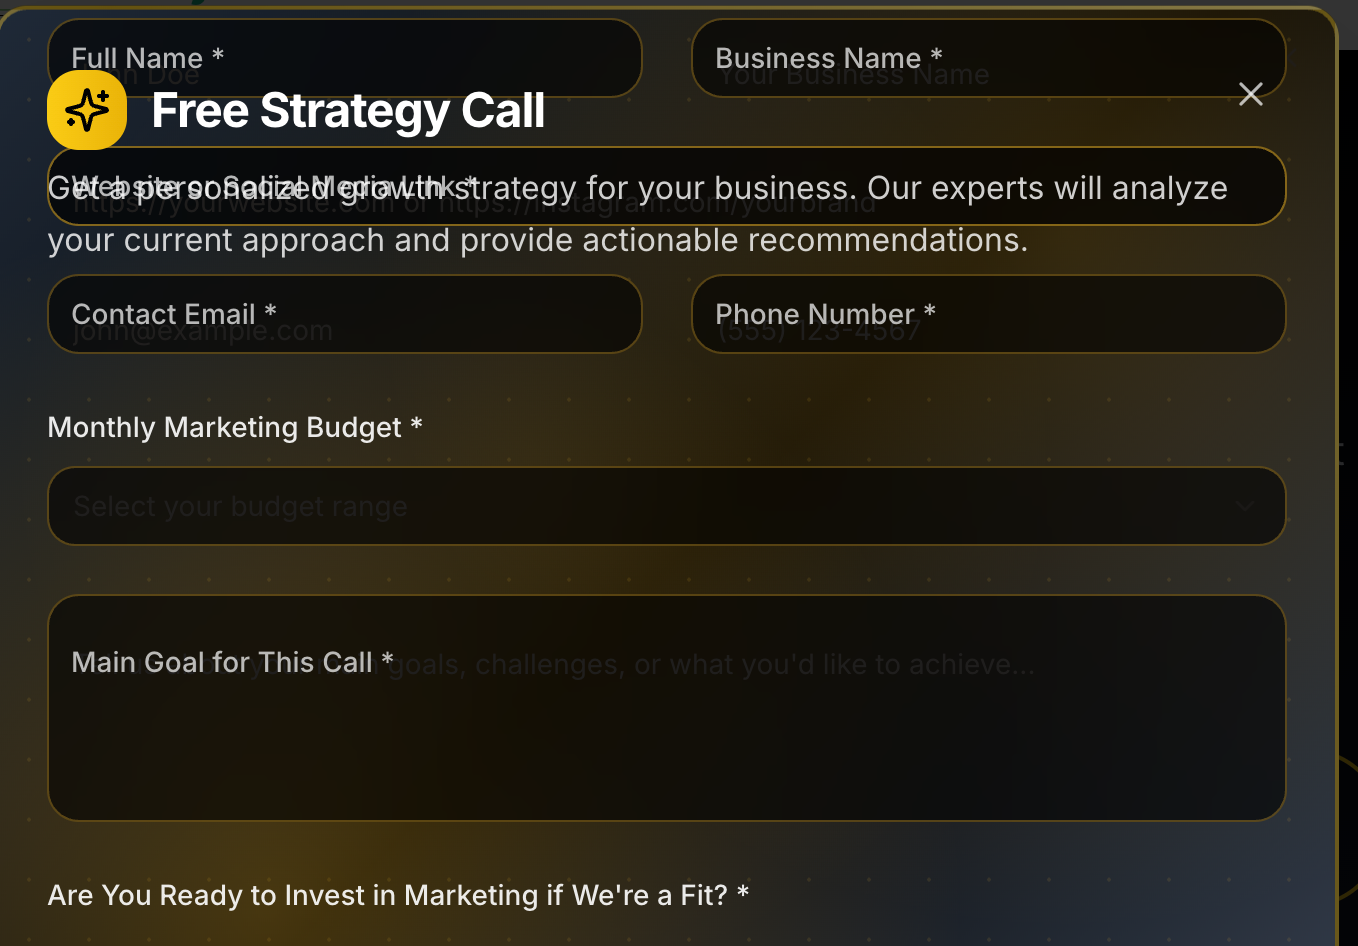 Full Name *
Business Name *
Your Business Name
Free Strategy Call
Website or Social Media Link *
https://yourwebsite.com or https://instagram.com/yourbrand
Get a personalized growth strategy for your business. Our experts will analyze
your current approach and provide actionable recommendations.
Contact Email *
Phone Number *
john@example.com
(555) 123-4567
Monthly Marketing Budget *
Select your budget range
Main Goal for This Call *
goals, challenges, or what you'd like to achieve...
Are You Ready to Invest in Marketing if We're a Fit? *